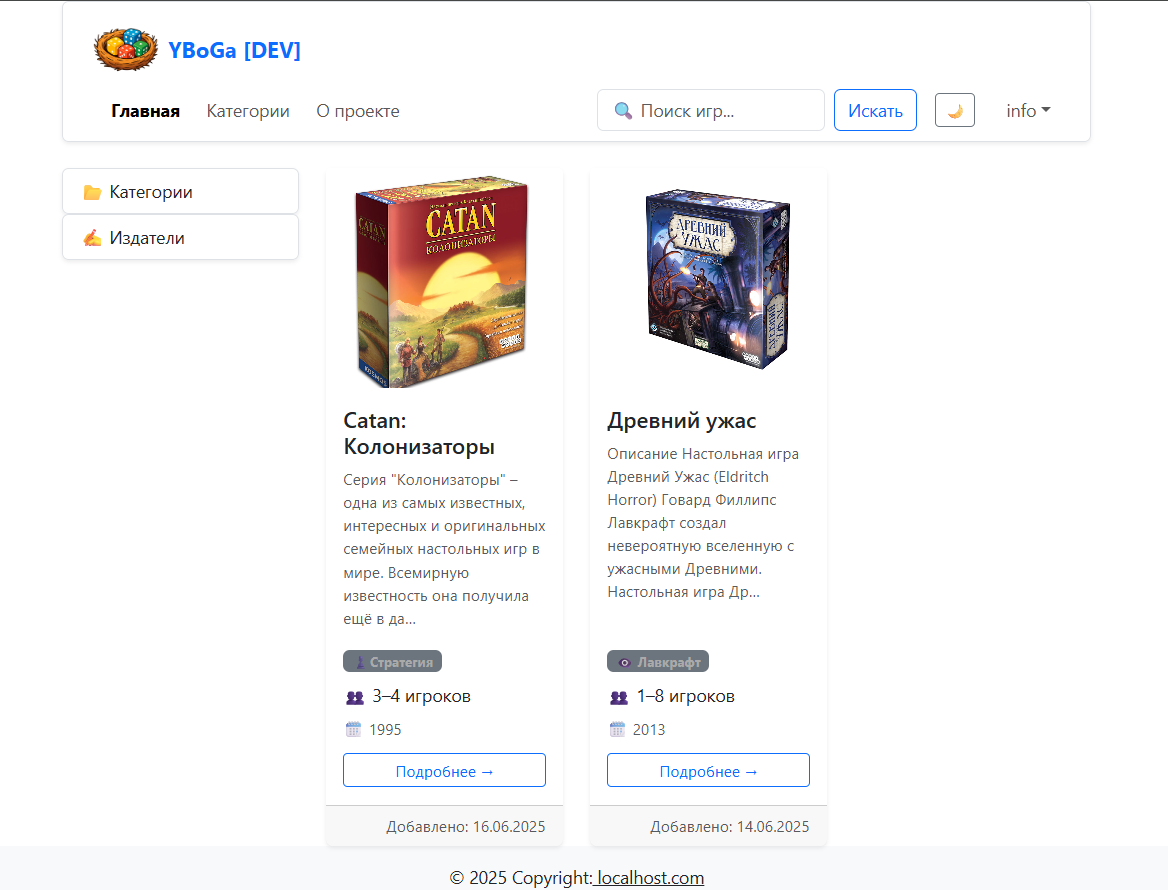 YBoGa [DEV]
Главная Категории О проекте Поиск игр... Искать info
Категории
Издатели
CATAN
CATAN
КОЛОНИЗАТОРЫ
KOSMOS
ДРЕВНИЙ
УЖАС
ДРЕВНИЙ УЖАС
Catan:
Колонизаторы
Серия "Колонизаторы" –
одна из самых известных,
интересных и оригинальных
семейных настольных игр в
мире. Всемирную
известность она получила
ещё в да...
Стратегия
3–4 игроков
1995
Подробнее →
Добавлено: 16.06.2025
Древний ужас
Описание Настольная игра
Древний Ужас (Eldritch
Horror) Говард Филлипс
Лавкрафт создал
невероятную вселенную с
ужасными Древними.
Настольная игра Др...
Лавкрафт
1–8 игроков
2013
Подробнее →
Добавлено: 14.06.2025
© 2025 Copyright: localhost.com